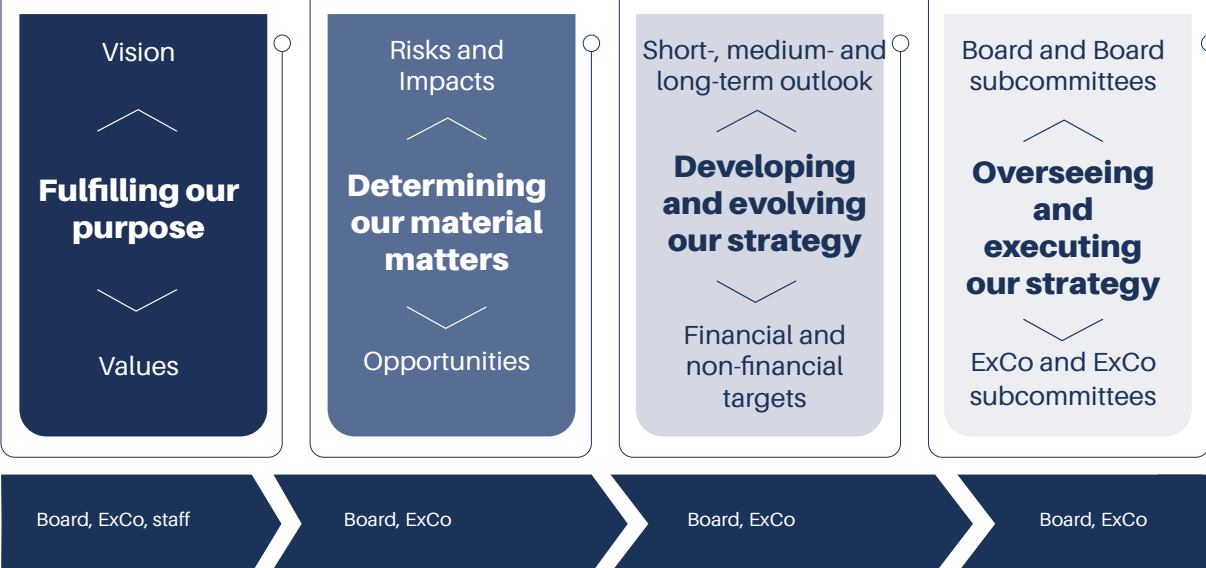 Vision
Fulfilling our
purpose
Values
Risks and
Impacts
Determining
our material
matters
Opportunities
Short-, medium- and
long-term outlook
Developing
and evolving
our strategy
Financial and
non-financial
targets
Board and Board
subcommittees
Overseeing
and
executing
our strategy
ExCo and ExCo
subcommittees
Board, ExCo, staff
Board, ExCo
Board, ExCo
Board, ExCo